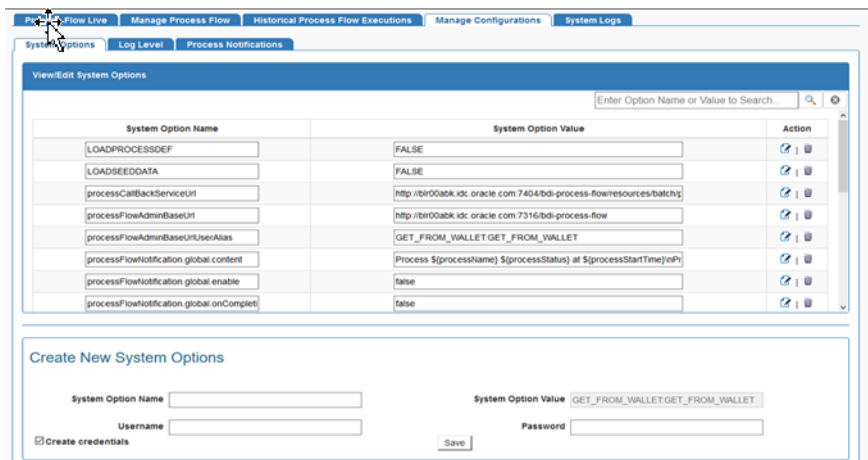 -Flow Live Manage Process Flow Historical Process Flow Executions Manage Configurations System Logs
System Options Log Level Process Notifications
View/Edit System Options
Enter Option Name or Value to Search...
System Option Name System Option Value Action
LOADPROCESSDEF FALSE |
LOADSEEDDATA FALSE |
processCallBackServiceUrl http://blr00abk.idc.oracle.com:7404/bdi-process-flow/resources/batch/p |
processFlowAdminBaseUrl http://blr00abk.idc.oracle.com:7316/bdi-process-flow |
processFlowAdminBaseUrlUserAlias GET_FROM_WALLET:GET_FROM_WALLET |
processFlowNotification.global.content Process ${processName} ${processStatus} at ${processStartTime}\nPr |
processFlowNotification.global.enable false |
processFlowNotification.global.onCompleti false |
Create New System Options
System Option Name System Option Value GET_FROM_WALLET:GET_FROM_WALLET
Username Password
Create credentials Save